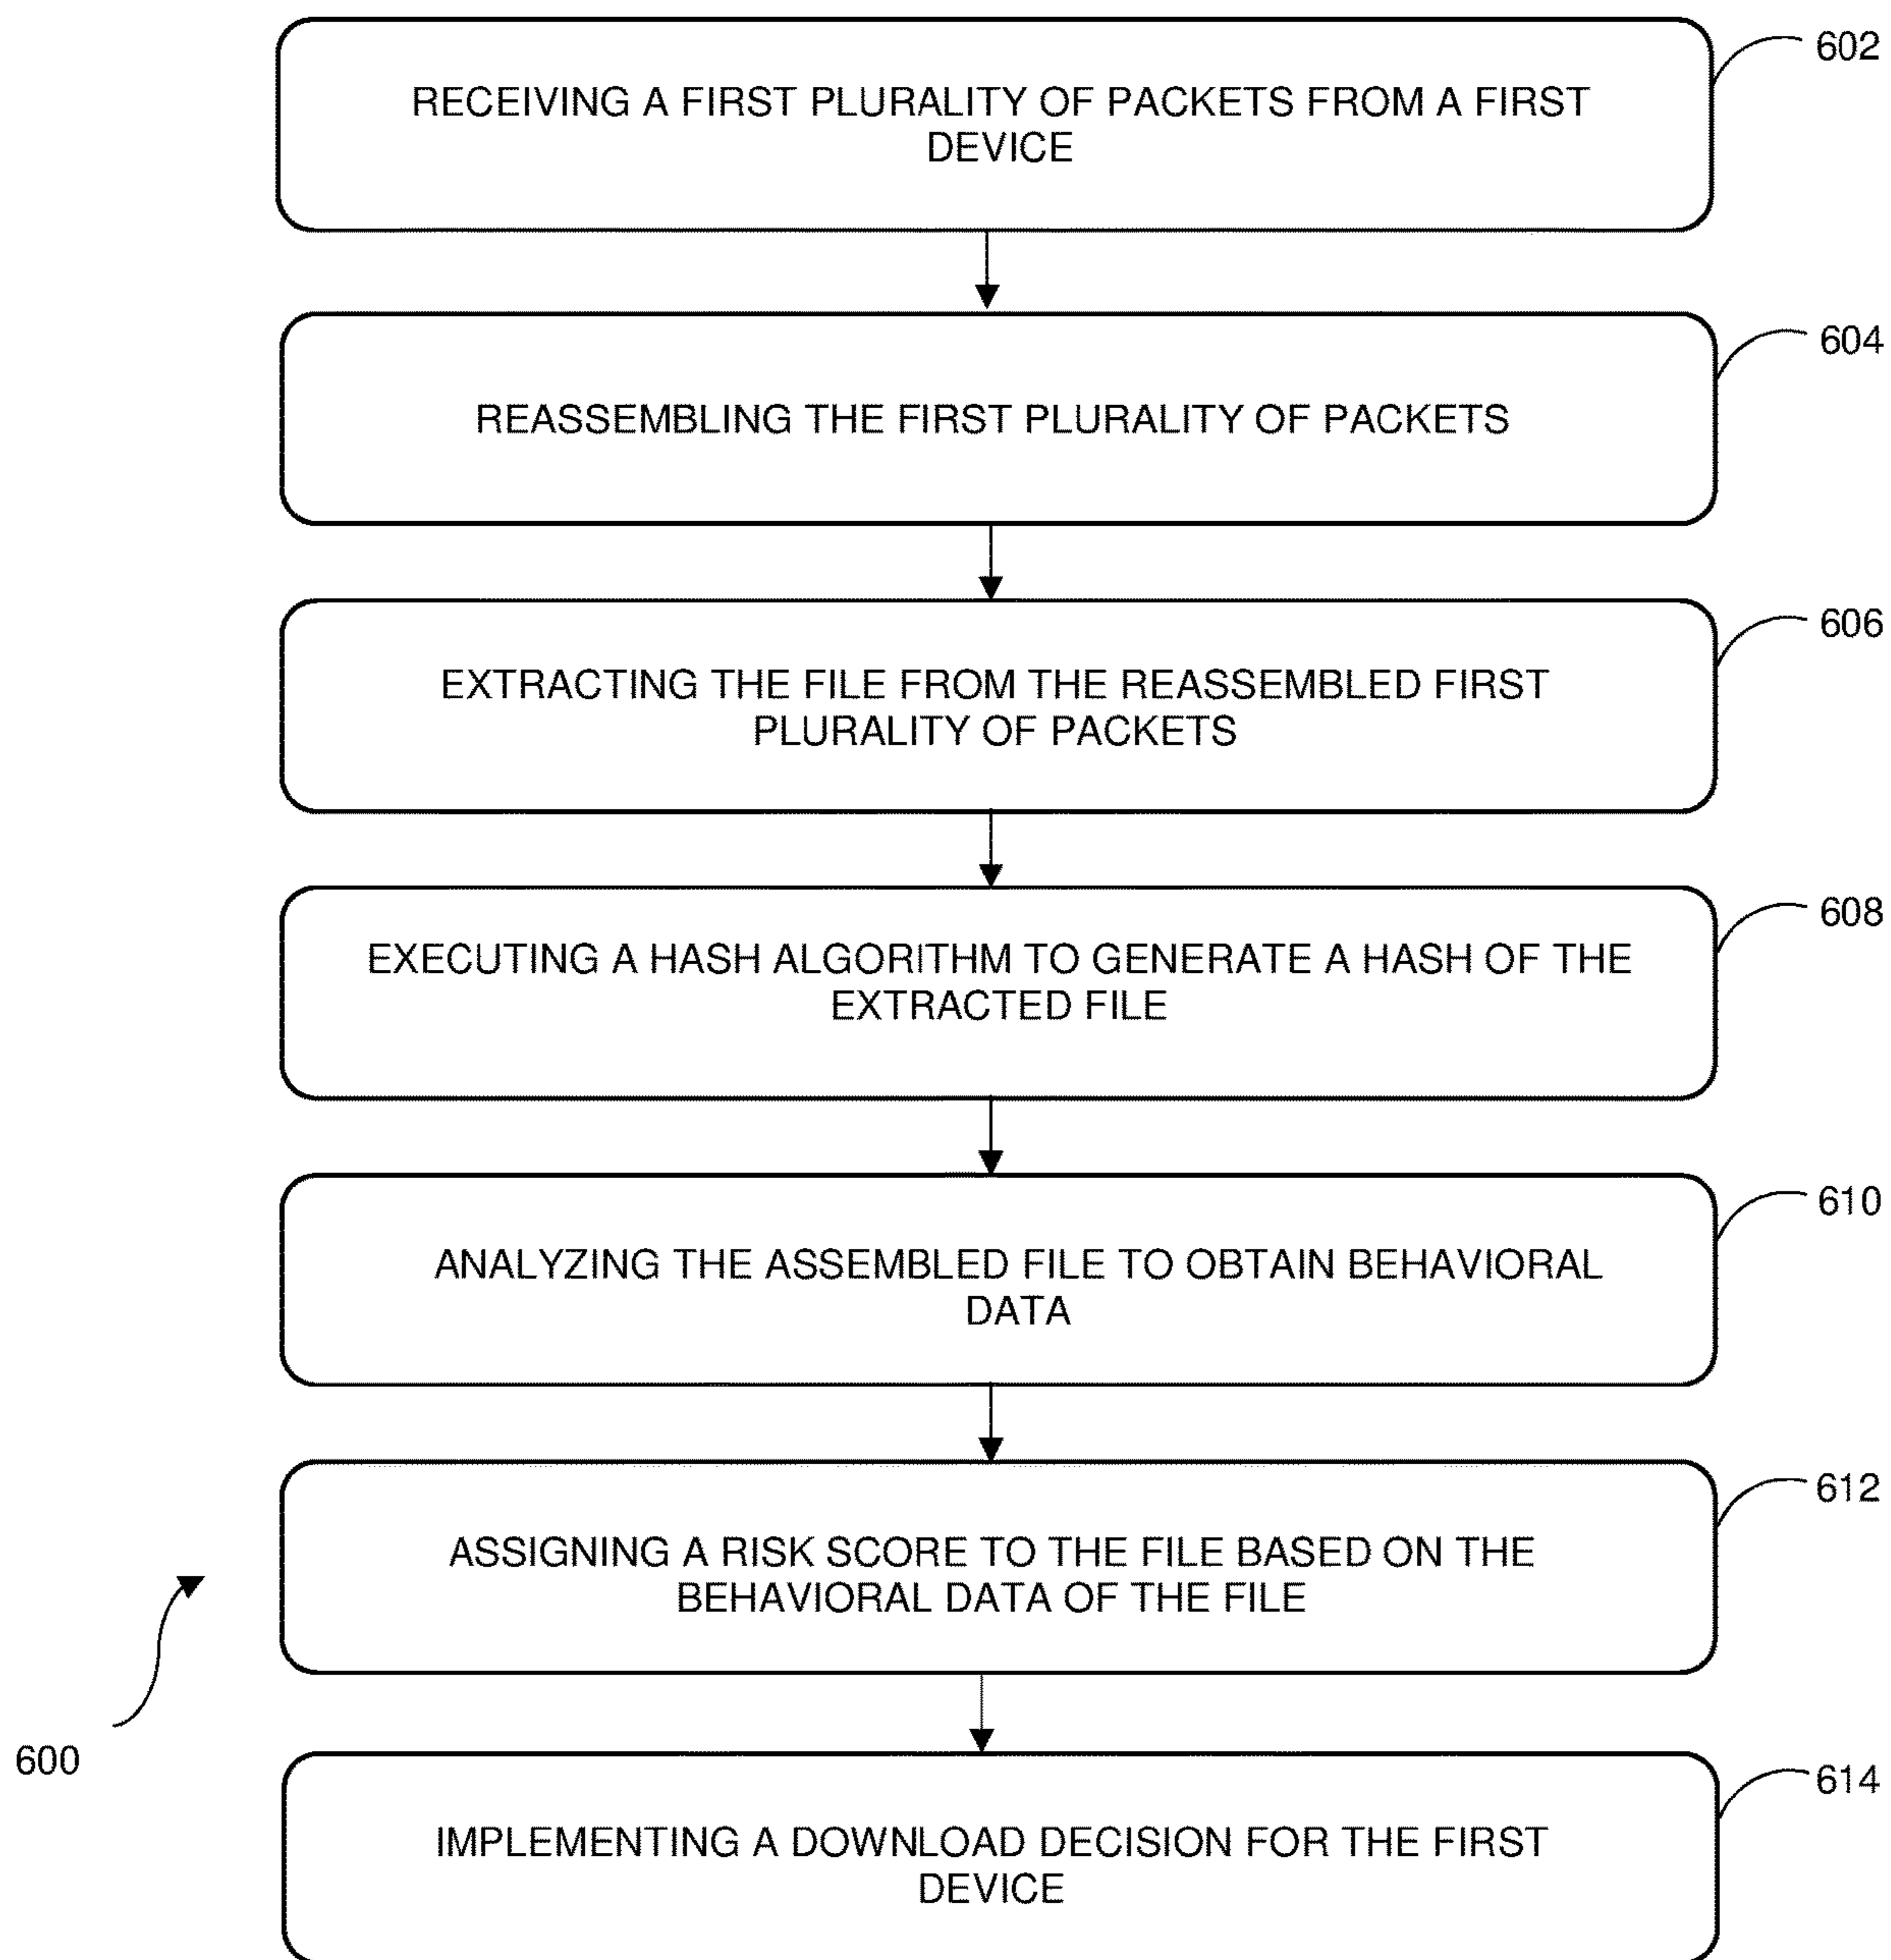 602
RECEIVING A FIRST PLURALITY OF PACKETS FROM A FIRST
DEVICE
604
REASSEMBLING THE FIRST PLURALITY OF PACKETS
606
EXTRACTING THE FILE FROM THE REASSEMBLED FIRST
PLURALITY OF PACKETS
608
EXECUTING A HASH ALGORITHM TO GENERATE A HASH OF THE
EXTRACTED FILE
610
ANALYZING THE ASSEMBLED FILE TO OBTAIN BEHAVIORAL
DATA
612
ASSIGNING A RISK SCORE TO THE FILE BASED ON THE
BEHAVIORAL DATA OF THE FILE
600
614
IMPLEMENTING A DOWNLOAD DECISION FOR THE FIRST
DEVICE